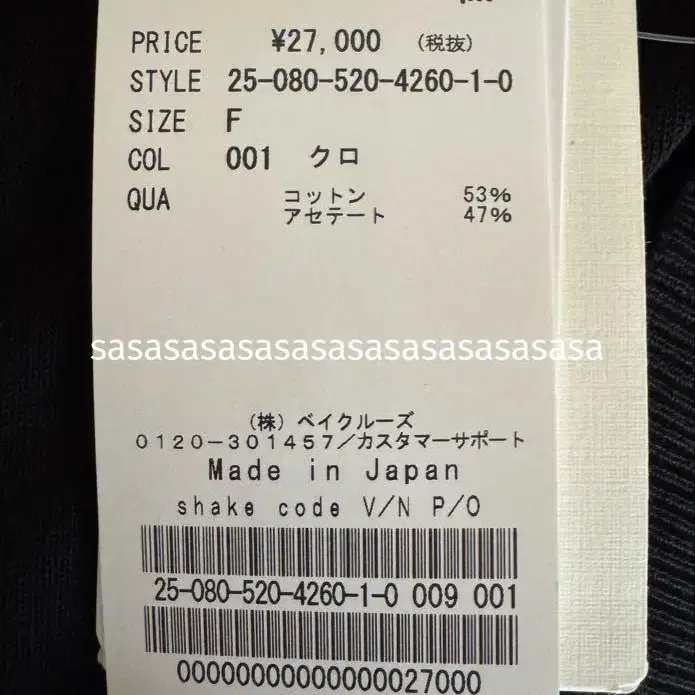 PRICE ¥27,000 (税抜)
STYLE 25-080-520-4260-1-0
SIZE F
COL 001 クロ
QUA コットン 53%
アセテート 47%
sasasasasasasasasasasasasasasa
(株) ベイクルーズ
0120-301457/カスタマーサポート
Made in Japan
shake code V/N P/O
25-080-520-4260-1-0 009 001
00000000000000027000